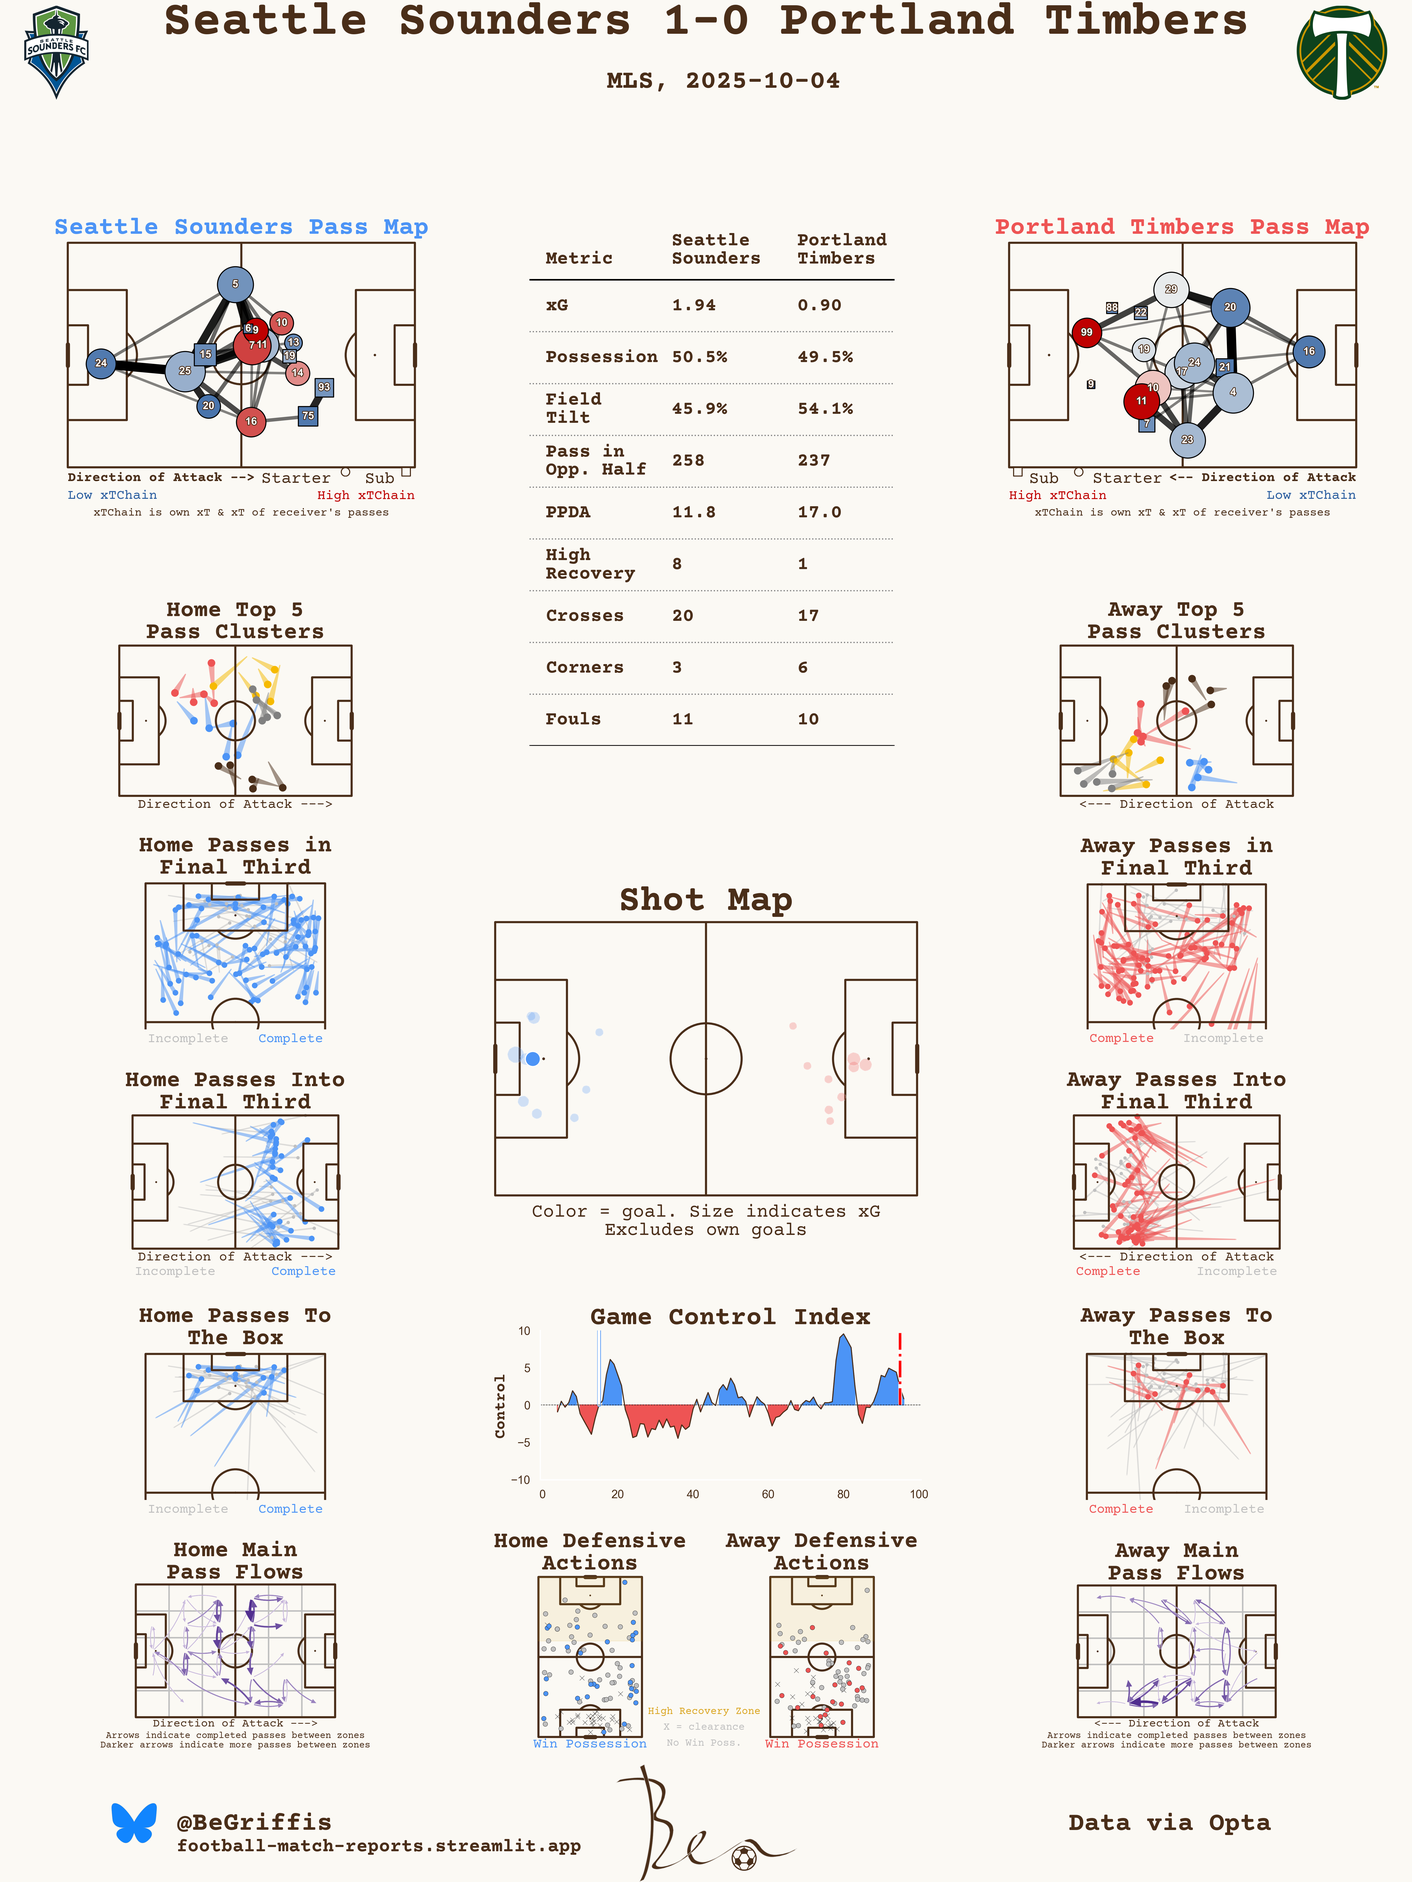 Seattle Sounders 1-0 Portland Timbers
MLS, 2025-10-04
SEATTLE
SOUNDERS FC
Seattle Sounders Pass Map
5
10
6
9
7
11
13
19
15
14
24
25
93
20
75
16
Direction of Attack --> Starter Sub
Low xTChain High xTChain
xTChain is own xT & xT of receiver's passes
Metric Seattle Sounders Portland Timbers
xG 1.94 0.90
Possession 50.5% 49.5%
Field Tilt 45.9% 54.1%
Pass in Opp. Half 258 237
PPDA 11.8 17.0
High Recovery 8 1
Crosses 20 17
Corners 3 6
Fouls 11 10
Portland Timbers Pass Map
29
88
22
20
99
19
16
24
17
21
9
10
4
11
7
23
Sub Starter <-- Direction of Attack
High xTChain Low xTChain
xTChain is own xT & xT of receiver's passes
Home Top 5
Pass Clusters
Direction of Attack --->
Away Top 5
Pass Clusters
<--- Direction of Attack
Home Passes in
Final Third
Incomplete Complete
Away Passes in
Final Third
Complete Incomplete
Shot Map
Color = goal. Size indicates xG
Excludes own goals
Home Passes Into
Final Third
Direction of Attack --->
Incomplete Complete
Away Passes Into
Final Third
<--- Direction of Attack
Complete Incomplete
Home Passes To
The Box
Incomplete Complete
Game Control Index
Control
10
5
0
−5
−10
0 20 40 60 80 100
Away Passes To
The Box
Complete Incomplete
Home Main
Pass Flows
Direction of Attack --->
Arrows indicate completed passes between zones
Darker arrows indicate more passes between zones
Home Defensive
Actions
Win Possession
Away Defensive
Actions
Win Possession
High Recovery Zone
X = clearance
No Win Poss.
Away Main
Pass Flows
<--- Direction of Attack
Arrows indicate completed passes between zones
Darker arrows indicate more passes between zones
@BeGriffis
football-match-reports.streamlit.app
Ben
Data via Opta